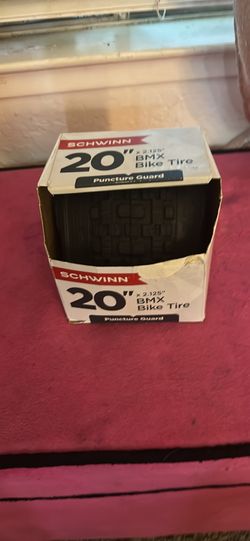 SCHWINN
20" x 2.125"
BMX
Bike Tire
Puncture Guard
SCHWINN
20" x 2.125"
BMX
Bike Tire
Puncture Guard